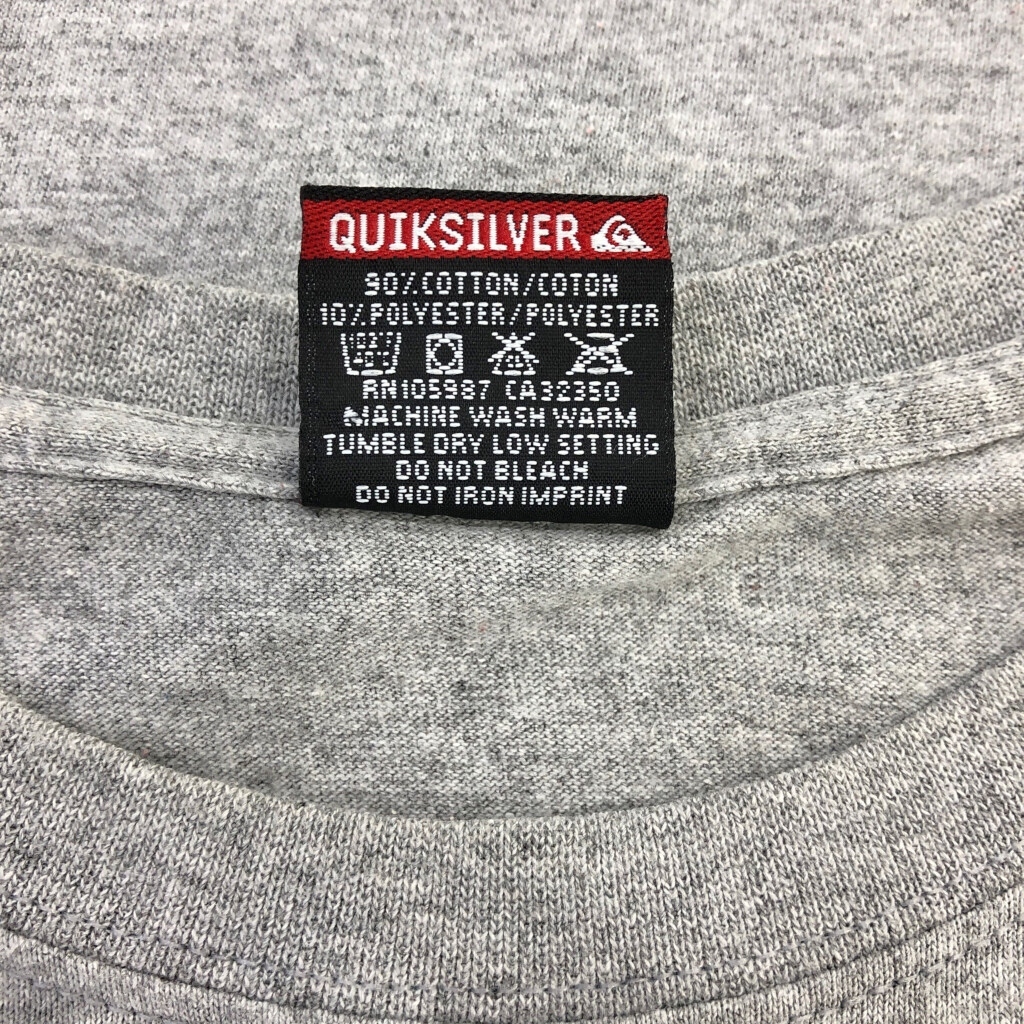 QUIKSILVER
90% COTTON/COTON
10% POLYESTER/POLYESTER
RN105987 CA32350
MACHINE WASH WARM
TUMBLE DRY LOW SETTING
DO NOT BLEACH
DO NOT IRON IMPRINT